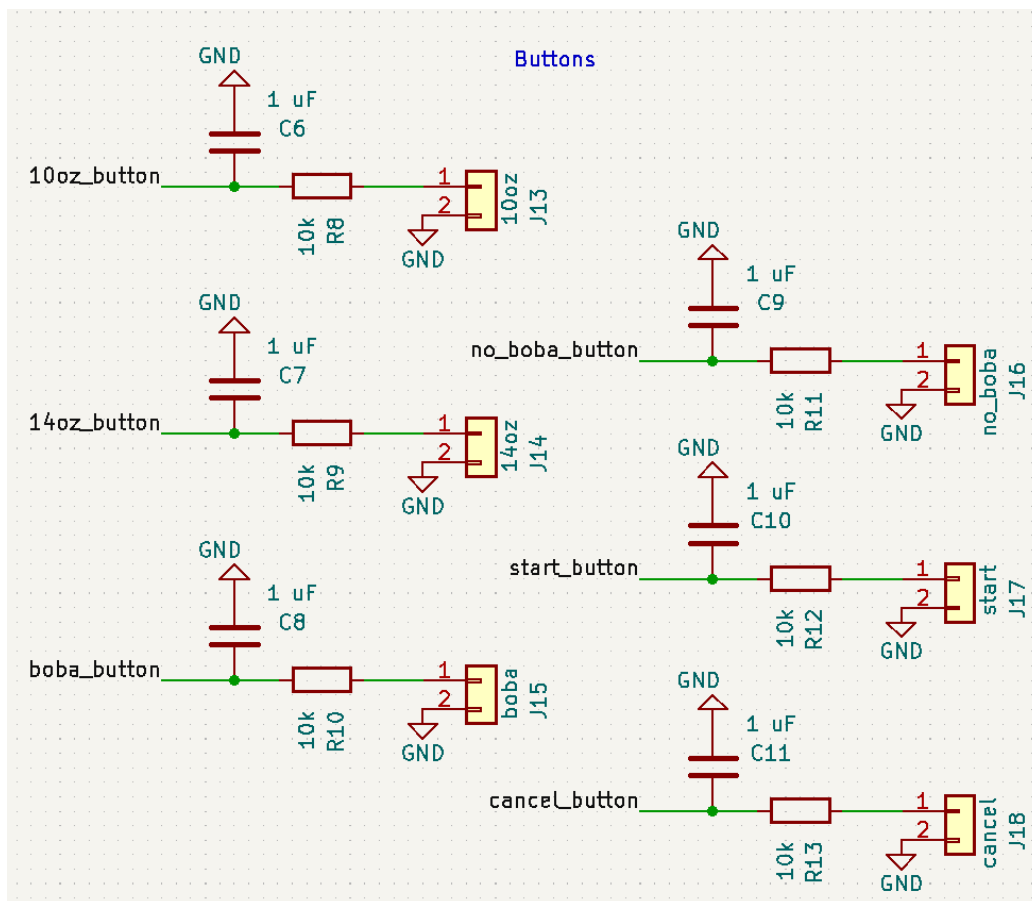 Buttons
GND
1 uF
C6
10oz_button
10k
R8
1
2
GND
10oz
J13
GND
1 uF
C7
14oz_button
10k
R9
1
2
GND
14oz
J14
GND
1 uF
C8
boba_button
10k
R10
1
2
GND
boba
J15
GND
1 uF
C9
no_boba_button
10k
R11
1
2
GND
no_boba
J16
GND
1 uF
C10
start_button
10k
R12
1
2
GND
start
J17
GND
1 uF
C11
cancel_button
10k
R13
1
2
GND
cancel
J18